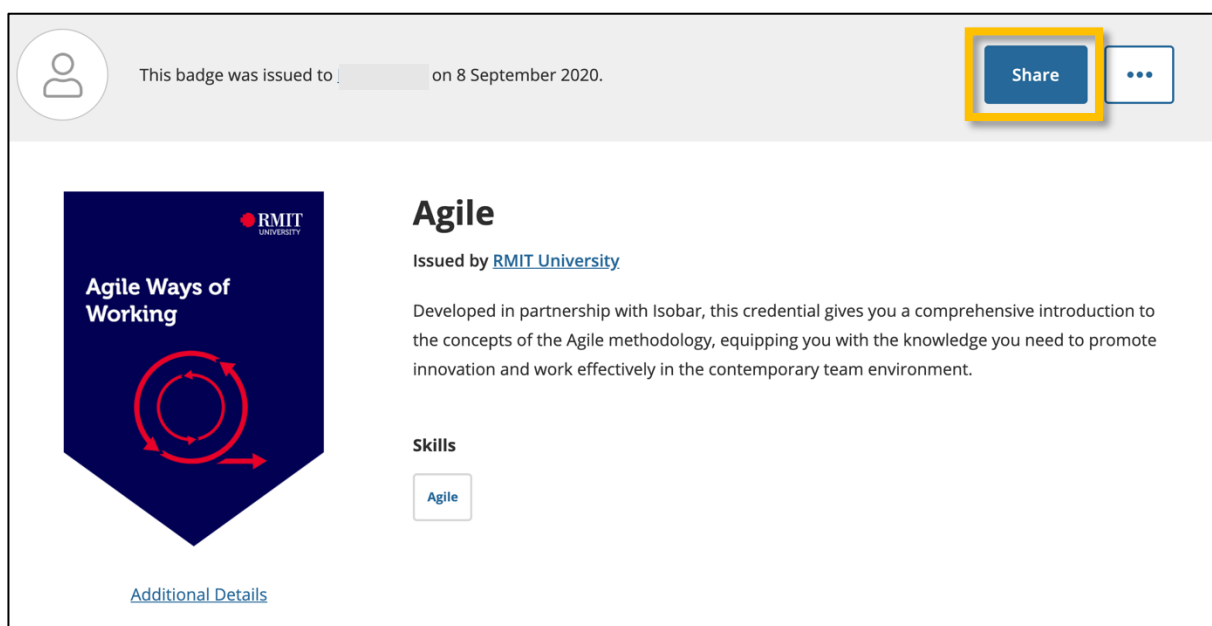 This badge was issued to on 8 September 2020.
Share
•••
RMIT
UNIVERSITY
Agile Ways of
Working
Agile
Issued by RMIT University
Developed in partnership with Isobar, this credential gives you a comprehensive introduction to
the concepts of the Agile methodology, equipping you with the knowledge you need to promote
innovation and work effectively in the contemporary team environment.
Skills
Agile
Additional Details